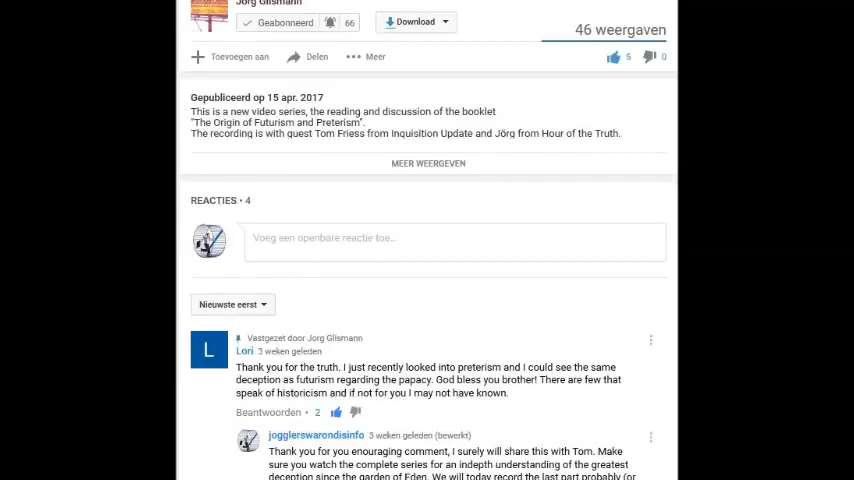 Jorg Glismann
Geabonneerd 66
Download
46 weergaven
Toevoegen aan Delen Meer
5 0
Gepubliceerd op 15 apr. 2017
This is a new video series, the reading and discussion of the booklet
"The Origin of Futurism and Preterism".
The recording is with guest Tom Friess from Inquisition Update and Jörg from Hour of the Truth.
MEER WEERGEVEN
REACTIES • 4
Voeg een openbare reactie toe...
Nieuwste eerst
L
Vastgezet door Jorg Glismann
Lori 3 weken geleden
Thank you for the truth. I just recently looked into preterism and I could see the same
deception as futurism regarding the papacy. God bless you brother! There are few that
speak of historicism and if not for you I may not have known.
Beantwoorden • 2
jogglerswarondisinfo 3 weken geleden (bewerkt)
Thank you for you enouraging comment, I surely will share this with Tom. Make
sure you watch the complete series for an indepth understanding of the greatest
deception since the garden of Eden. We will today record the last part probably (or